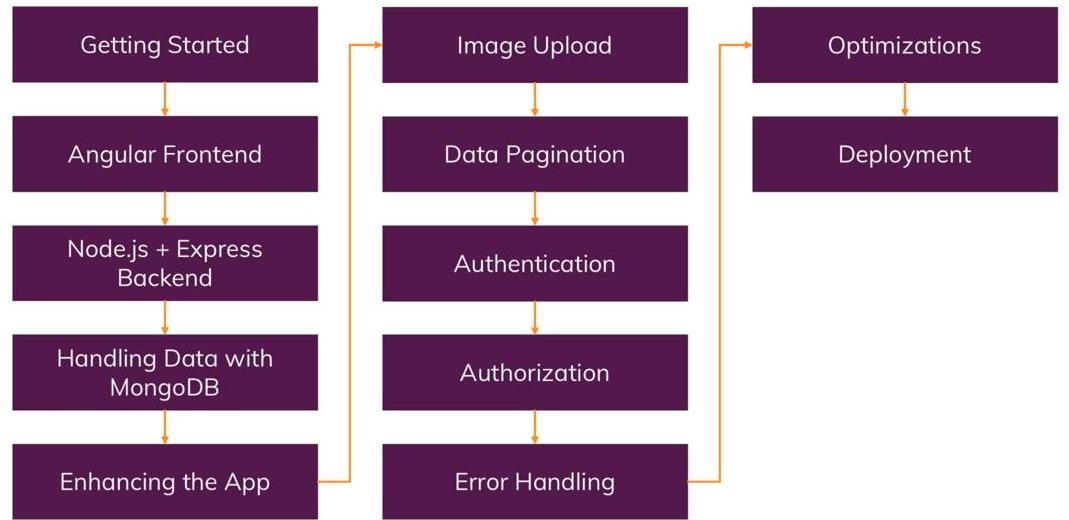 Getting Started
Angular Frontend
Node.js + Express
Backend
Handling Data with
MongoDB
Enhancing the App
Image Upload
Data Pagination
Authentication
Authorization
Error Handling
Optimizations
Deployment